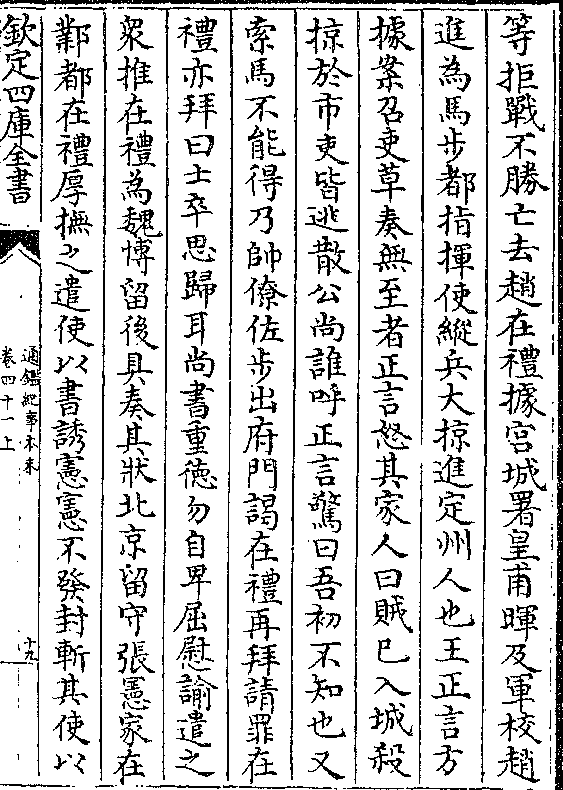 等拒戰不勝亡去趙在禮據宮城署皇甫暉及軍校趙
進為馬步都指揮使縱兵大掠進定州人也王正言方
據案召吏草奏無至者正言怒其家人曰賊已入城殺
掠於市吏皆逃散公尚誰呼正言驚曰吾初不知也又
索馬不能得乃帥僚佐步出府門謁在禮再拜請罪在
禮亦拜曰士卒思歸耳尚書重徳勿自卑屈慰諭遣之
衆推在禮為魏博留後具奏其狀北京留守張憲家在
鄴都在禮厚撫之遣使以書誘憲憲不發封斬其使以
欽定四庫全書
通鑑紀事本末
卷四十一上
十九